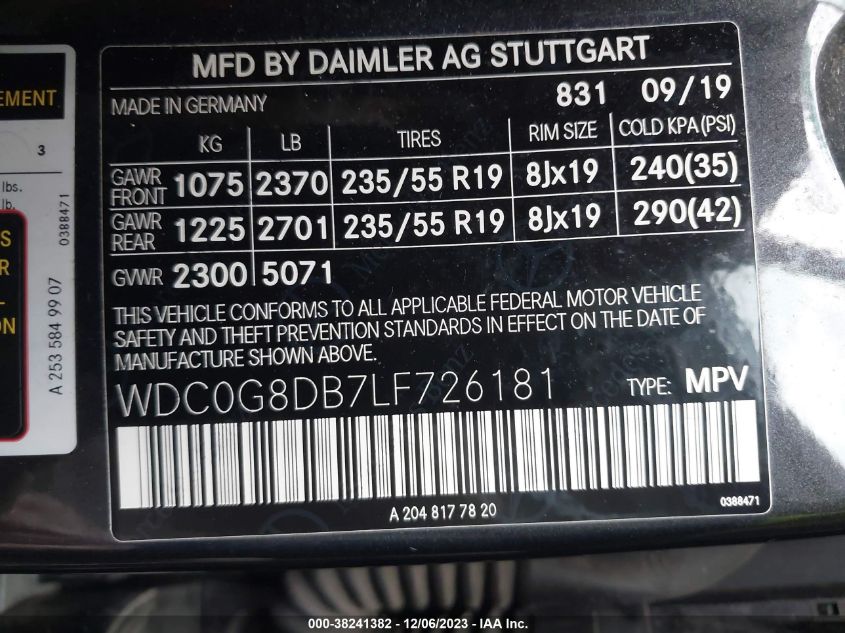 MFD BY DAIMLER AG STUTTGART
MADE IN GERMANY 831 09/19
KG LB TIRES RIM SIZE COLD KPA(PSI)
GAWR FRONT 1075 2370 235/55 R19 8Jx19 240(35)
GAWR REAR 1225 2701 235/55 R19 8Jx19 290(42)
GVWR 2300 5071
THIS VEHICLE CONFORMS TO ALL APPLICABLE FEDERAL MOTOR VEHICLE
SAFETY AND THEFT PREVENTION STANDARDS IN EFFECT ON THE DATE OF
MANUFACTURE SHOWN ABOVE.
WDC0G8DB7LF726181 TYPE: MPV
A 204 817 78 20
0388471
EMENT
3
lbs.
lb.
0388471
S
R
L-
ON
A 253 584 99 07
000-38241382 - 12/06/2023 - IAA Inc.